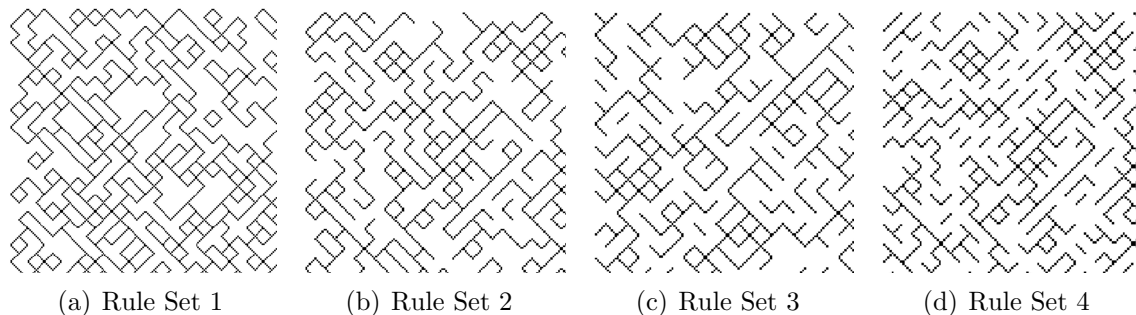 (a) Rule Set 1
(b) Rule Set 2
(c) Rule Set 3
(d) Rule Set 4